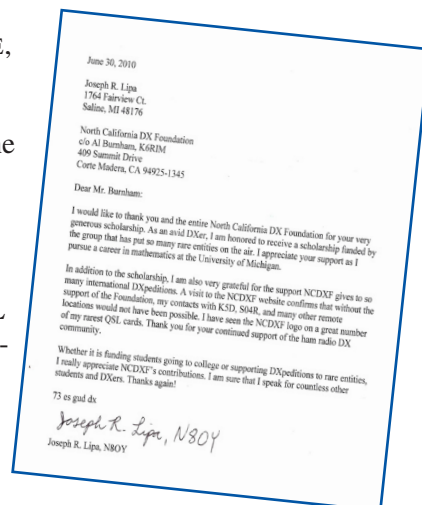 E,
ne
L
-
June 30, 2010
Joseph R. Lipa
1764 Fairview Ct.
Saline, MI 48176
North California DX Foundation
c/o Al Burnham, K6RIM
409 Summit Drive
Corte Madera, CA 94925-1345
Dear Mr. Burnham:
I would like to thank you and the entire North California DX Foundation for your very
generous scholarship. As an avid DXer, I am honored to receive a scholarship funded by
the group that has put so many rare entities on the air. I appreciate your support as I
pursue a career in mathematics at the University of Michigan.
In addition to the scholarship, I am also very grateful for the support NCDXF gives to so
many international DXpeditions. A visit to the NCDXF website confirms that without the
support of the Foundation, my contacts with K5D, S04R, and many other remote
locations would not have been possible. I have seen the NCDXF logo on a great number
of my rarest QSL cards. Thank you for your continued support of the ham radio DX
community.
Whether it is funding students going to college or supporting DXpeditions to rare entities,
I really appreciate NCDXF's contributions. I am sure that I speak for countless other
students and DXers. Thanks again!
73 es gud dx
Joseph R. Lipa, N8OY
Joseph R. Lipa, N8OY